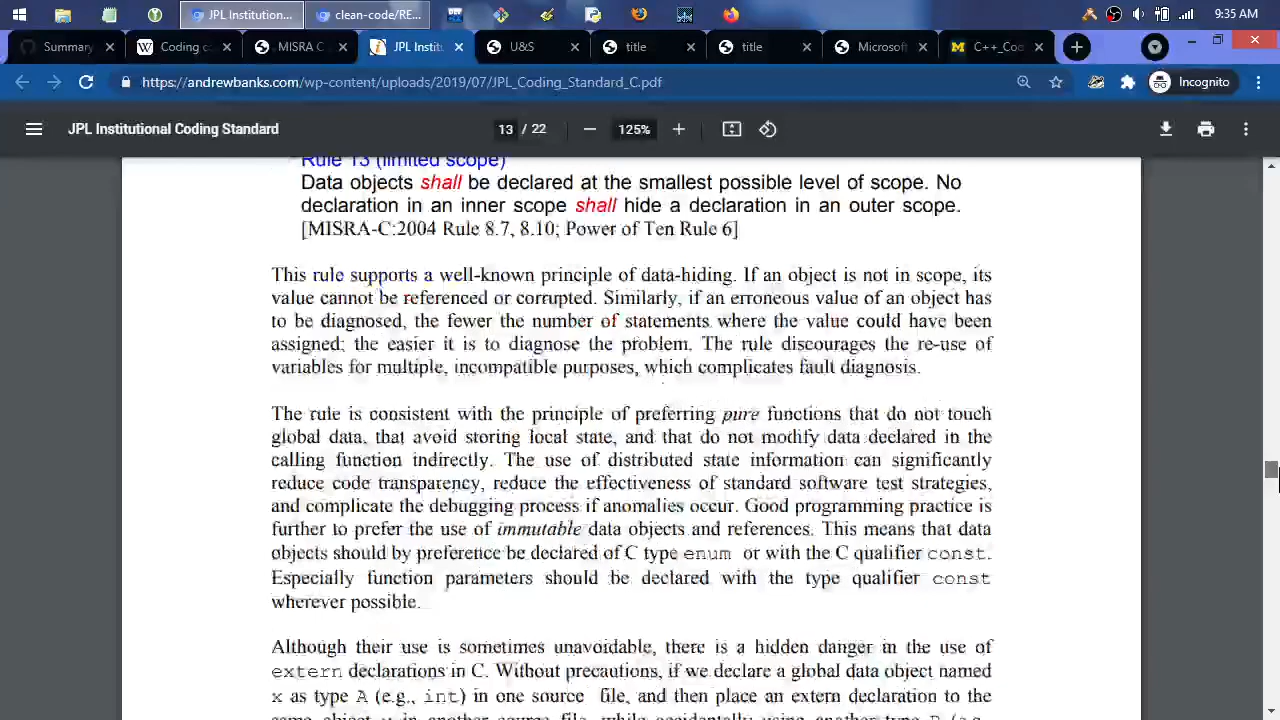 JPL Institution...
clean-code/RE...
9:35 AM
Summary
Coding c
MISRA C
JPL Instit
U&S
title
title
Microsoft
C++_Co
Incognito
https://andrewbanks.com/wp-content/uploads/2019/07/JPL_Coding_Standard_C.pdf
JPL Institutional Coding Standard
13 / 22
125%
Rule 13 (limited scope)
Data objects shall be declared at the smallest possible level of scope. No
declaration in an inner scope shall hide a declaration in an outer scope.
[MISRA-C:2004 Rule 8.7, 8.10; Power of Ten Rule 6]
This rule supports a well-known principle of data-hiding. If an object is not in scope, its
value cannot be referenced or corrupted. Similarly, if an erroneous value of an object has
to be diagnosed, the fewer the number of statements where the value could have been
assigned; the easier it is to diagnose the problem. The rule discourages the re-use of
variables for multiple, incompatible purposes, which complicates fault diagnosis.
The rule is consistent with the principle of preferring pure functions that do not touch
global data, that avoid storing local state, and that do not modify data declared in the
calling function indirectly. The use of distributed state information can significantly
reduce code transparency, reduce the effectiveness of standard software test strategies,
and complicate the debugging process if anomalies occur. Good programming practice is
further to prefer the use of immutable data objects and references. This means that data
objects should by preference be declared of C type enum or with the C qualifier const.
Especially function parameters should be declared with the type qualifier const
wherever possible.
Although their use is sometimes unavoidable, there is a hidden danger in the use of
extern declarations in C. Without precautions, if we declare a global data object named
x as type A (e.g., int) in one source file, and then place an extern declaration to the
same object x in another source file, while accidentally using another type B (e.g.,